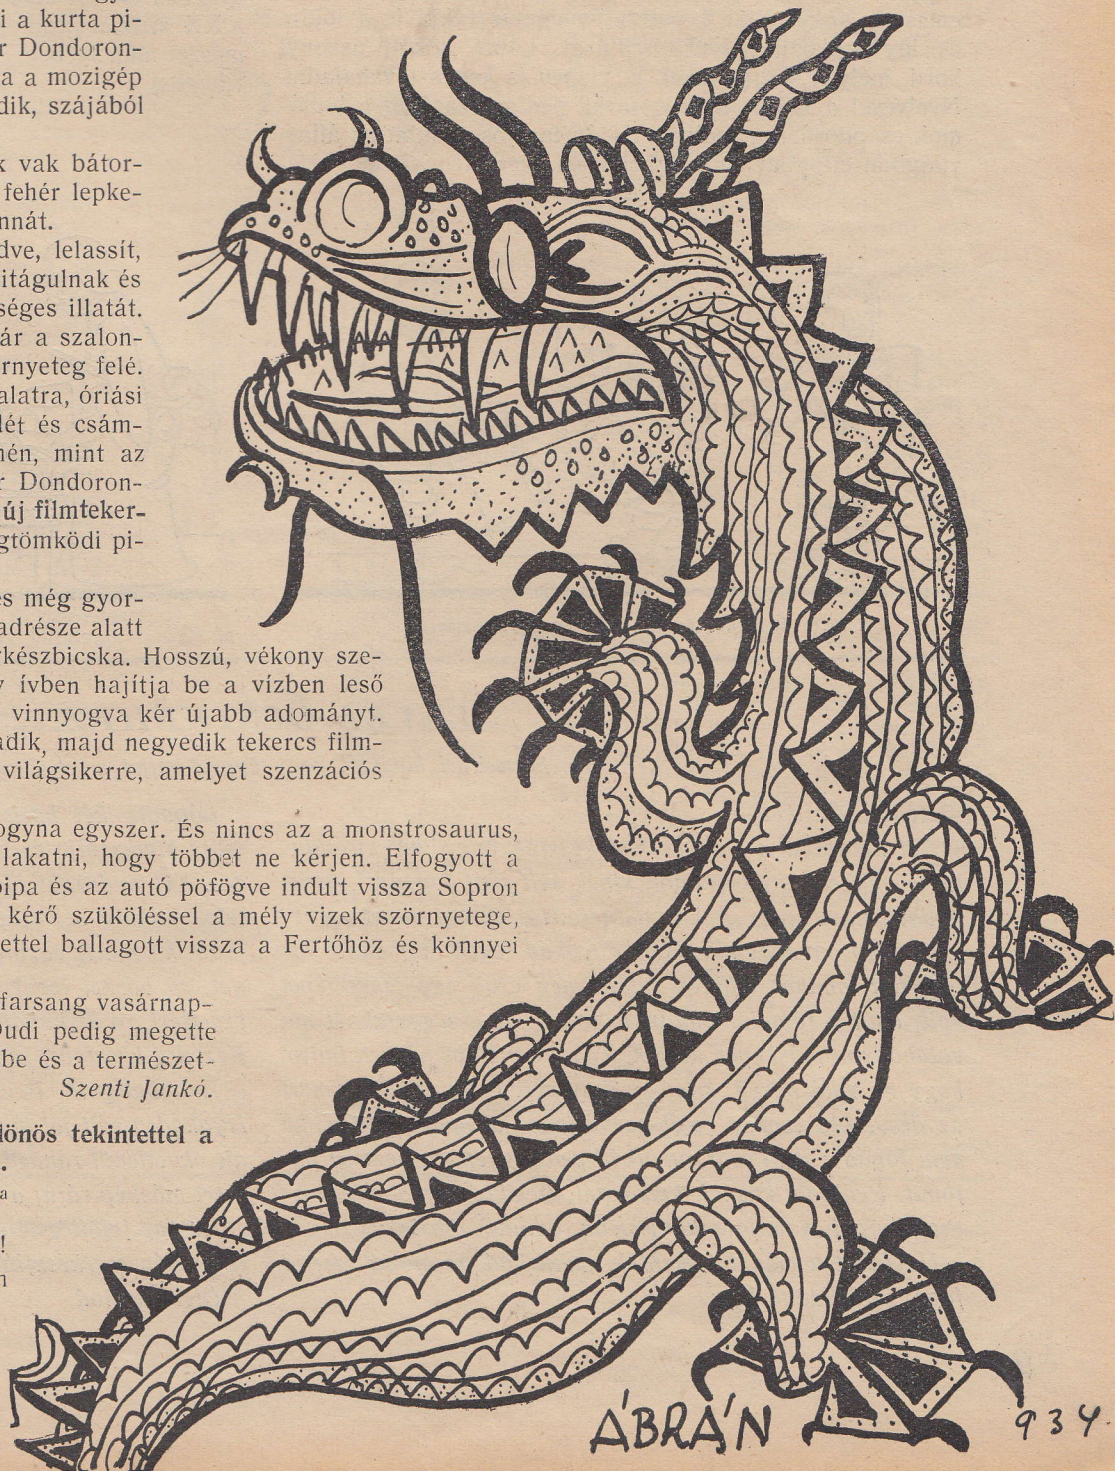 i a kurta pi-
r Dondoron-
a a mozigép
dik, szájából
k vak bátor-
fehér lepke-
nnát.
dve, lelassít,
itágulnak és
séges illatát.
ár a szalon-
rnyeteg felé.
alatra, óriási
lét és csám-
nén, mint az
r Dondoron-
új filmteker-
gtömködi pi-
es még gyor-
adrésze alatt
rkészbicska. Hosszú, vékony sze-
y ívben hajítja be a vízben leső
vinnyogva kér újabb adományt.
adik, majd negyedik tekercs film-
világsikerre, amelyet szenzációs
ogyna egyszer. És nincs az a monstrosaurus,
lakatni, hogy többet ne kérjen. Elfogyott a
pipa és az autó pöfögve indult vissza Sopron
kérő szüköléssel a mély vizek szörnyetege,
ettel ballagott vissza a Fertőhöz és könnyei
farsang vasárnap-
Dudi pedig megette
be és a természet-
Szenti Jankó.
lönös tekintettel a
.
a
!
n
ÁBRÁN 934.